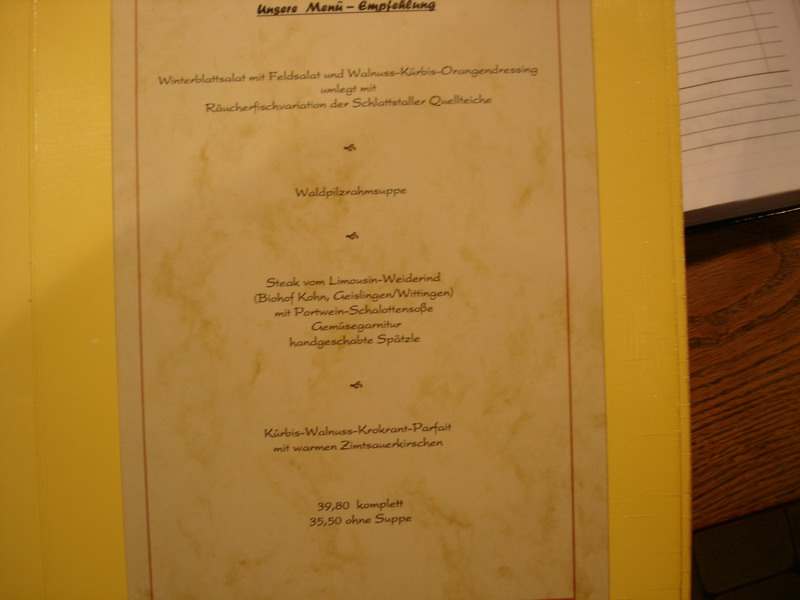 Unsere Menü - Empfehlung
Winterblattsalat mit Feldsalat und Walnuss-Kürbis-Orangendressing
umlegt mit
Räucherfischvariation der Schlattstaller Quellteiche
Waldpilzrahmsuppe
Steak vom Limousin-Weiderind
(Biohof Kohn, Geislingen/Wittingen)
mit Portwein-Schalottensoße
Gemüsegarnitur
handgeschabte Spätzle
Kürbis-Walnuss-Krokrant-Parfait
mit warmen Zimtsauerkirschen
39,80 komplett
35,50 ohne Suppe